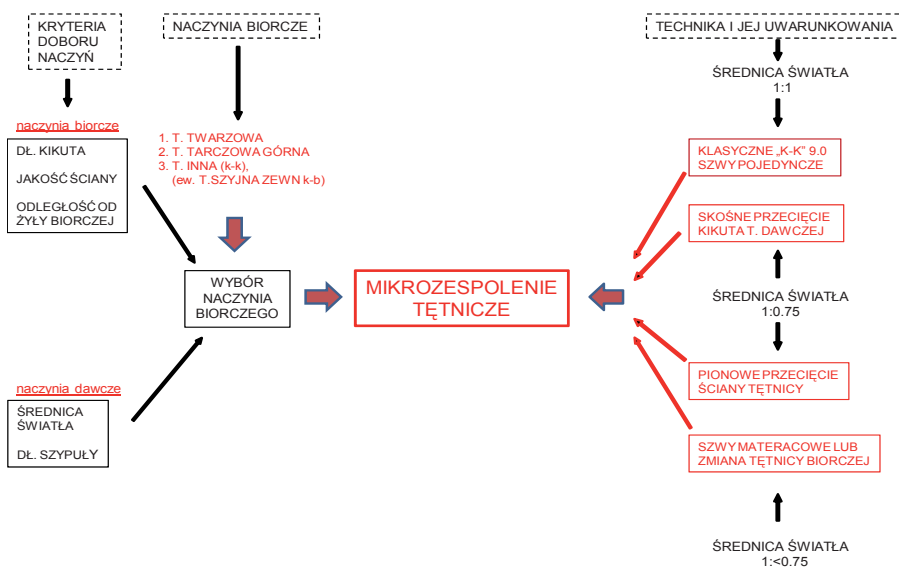 KRYTERIA
DOBORU
NACZYŃ
naczynia biorcze
DŁ. KIKUTA
JAKOŚĆ ŚCIANY
ODLEGŁOŚĆ OD
ŻYŁY BIORCZEJ
naczynia dawcze
ŚREDNICA
ŚWIATŁA
DŁ. SZYPUŁY
NACZYNIA BIORCZE
1. T. TWARZOWA
2. T. TARCZOWA GÓRNA
3. T. INNA (k-k),
(ew. T.SZYJNA ZEWN k-b)
WYBÓR
NACZYNIA
BIORCZEGO
MIKROZESPOLENIE
TĘTNICZE
TECHNIKA I JEJ UWARUNKOWANIA
ŚREDNICA ŚWIATŁA
1:1
KLASYCZNE „K-K” 9.0
SZWY POJEDYNCZE
SKOŚNE PRZECIĘCIE
KIKUTA T. DAWCZEJ
ŚREDNICA ŚWIATŁA
1:0.75
PIONOWE PRZECIĘCIE
ŚCIANY TĘTNICY
SZWY MATERACOWE LUB
ZMIANA TĘTNICY BIORCZEJ
ŚREDNICA ŚWIATŁA
1:<0.75